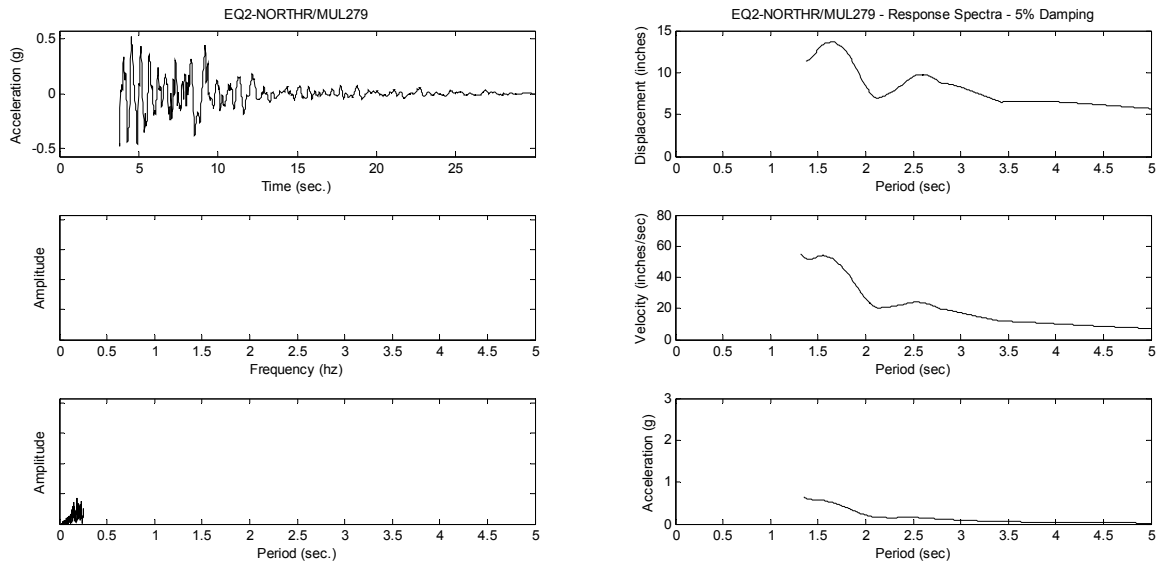 EQ2-NORTHR/MUL279
0.5
0
-0.5
Acceleration (g)
0 5 10 15 20 25
Time (sec.)
Amplitude
0 0.5 1 1.5 2 2.5 3 3.5 4 4.5 5
Frequency (hz)
Amplitude
0 0.5 1 1.5 2 2.5 3 3.5 4 4.5 5
Period (sec.)
EQ2-NORTHR/MUL279 - Response Spectra - 5% Damping
15
10
5
0
Displacement (inches)
0 0.5 1 1.5 2 2.5 3 3.5 4 4.5 5
Period (sec)
80
60
40
20
0
Velocity (inches/sec)
0 0.5 1 1.5 2 2.5 3 3.5 4 4.5 5
Period (sec)
3
2
1
0
Acceleration (g)
0 0.5 1 1.5 2 2.5 3 3.5 4 4.5 5
Period (sec)